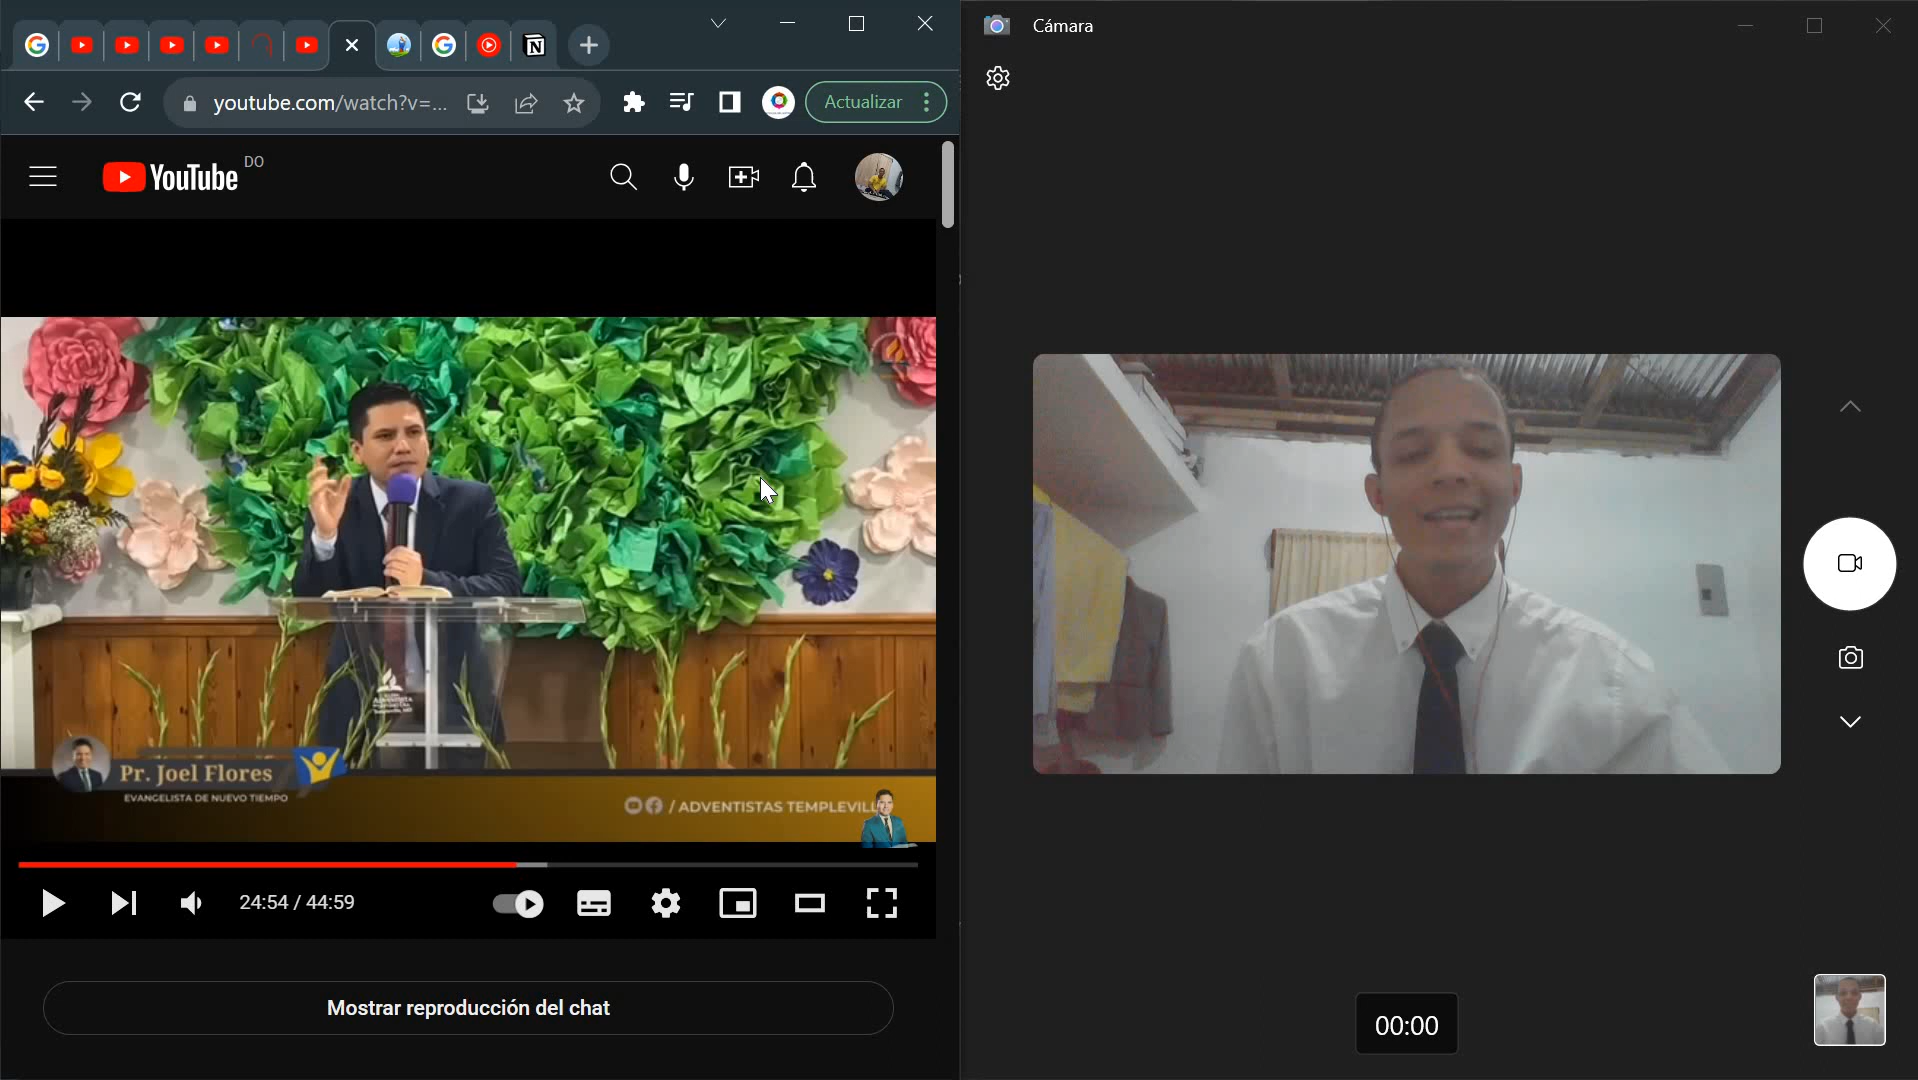 youtube.com/watch?v=...
Actualizar
YouTube
DO
Pr. Joel Flores
EVANGELISTA DE NUEVO TIEMPO
/ ADVENTISTAS TEMPLEVILL
24:54 / 44:59
Mostrar reproducción del chat
Cámara
00:00